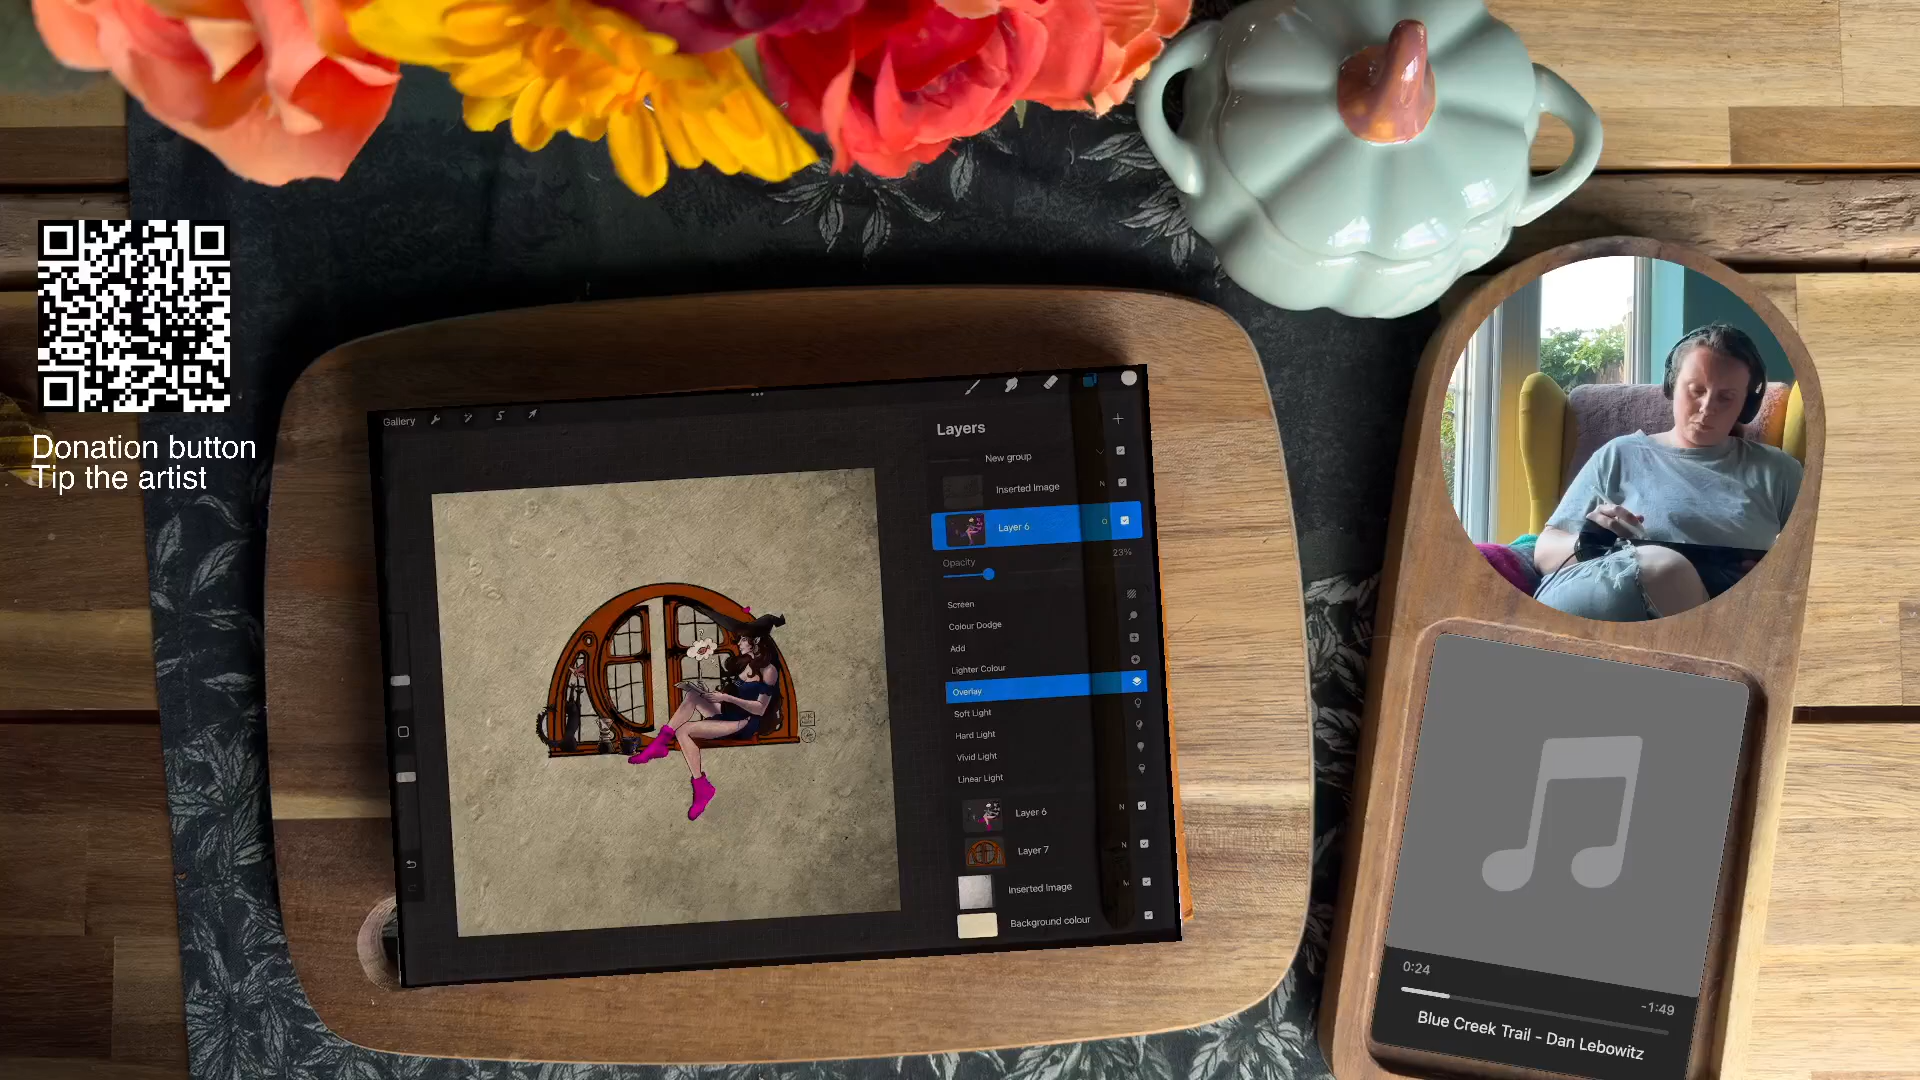 Donation button
Tip the artist
Gallery
Layers
New group
Inserted Image
N
Layer 6
O
23%
Opacity
Screen
Colour Dodge
Add
Lighter Colour
Overlay
Soft Light
Hard Light
Vivid Light
Linear Light
Layer 6
N
Layer 7
N
Inserted Image
M
Background colour
0:24
-1:49
Blue Creek Trail - Dan Lebowitz